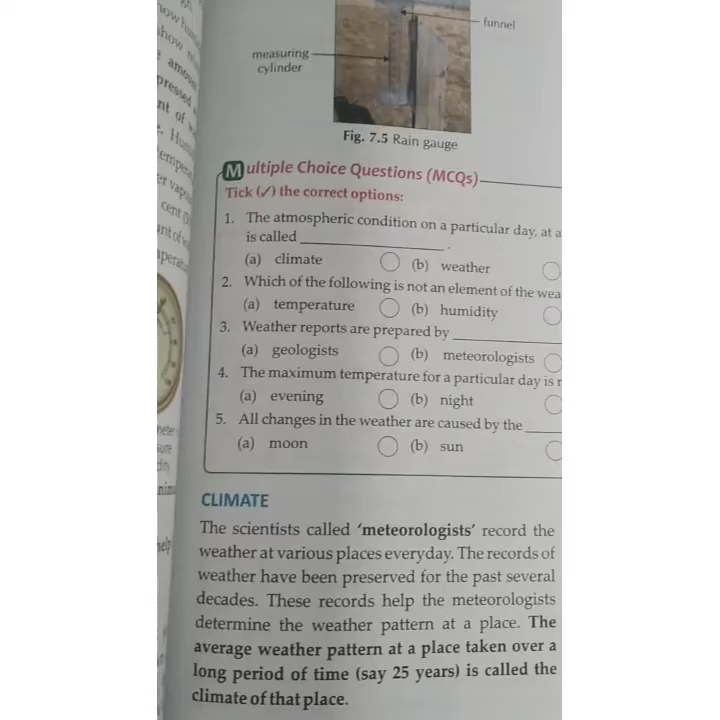 funnel
measuring
cylinder
Fig. 7.5 Rain gauge
Multiple Choice Questions (MCQs)
Tick (✓) the correct options:
1. The atmospheric condition on a particular day, at a
is called ____________ .
(a) climate (b) weather
2. Which of the following is not an element of the wea
(a) temperature (b) humidity
3. Weather reports are prepared by ____________
(a) geologists (b) meteorologists
4. The maximum temperature for a particular day is r
(a) evening (b) night
5. All changes in the weather are caused by the ____
(a) moon (b) sun
CLIMATE
The scientists called ‘meteorologists’ record the
weather at various places everyday. The records of
weather have been preserved for the past several
decades. These records help the meteorologists
determine the weather pattern at a place. The
average weather pattern at a place taken over a
long period of time (say 25 years) is called the
climate of that place.